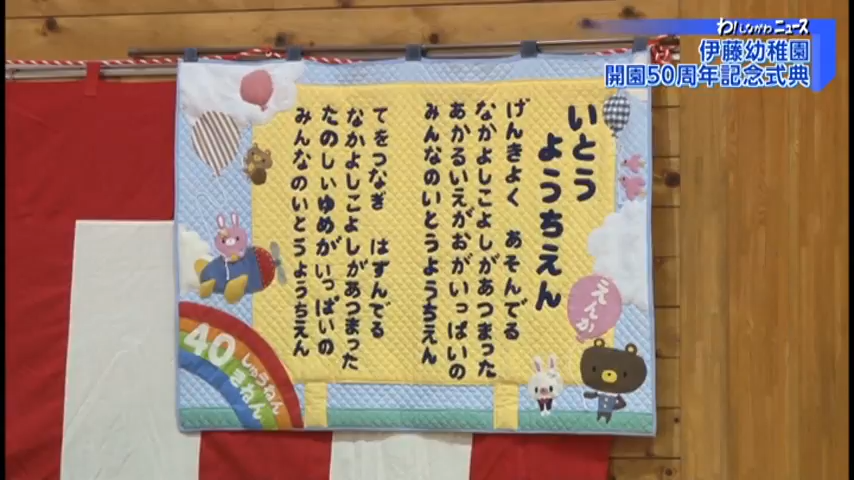 わ!しながわニュース
伊藤幼稚園
開園50周年記念式典
いとう
ようちえん
げんきよく あそんでる
なかよしこよしがあつまった
あかるいえがおがいっぱいの
みんなのいとうようちえん
てをつなぎ はずんでる
なかよしこよしがあつまった
たのしいゆめがいっぱいの
みんなのいとうようちえん
えんか
40
しゅうねん
きねん